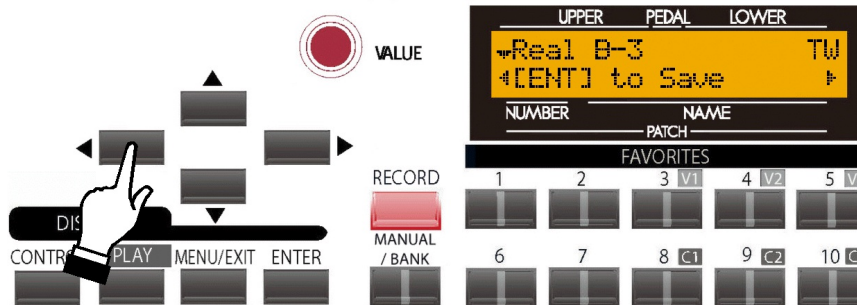 UPPER PEDAL LOWER
Real B-3 TW
[ENT] to Save
NUMBER NAME
PATCH
VALUE
FAVORITES
RECORD
1 2 3 V1 4 V2 5
MANUAL
/ BANK
6 7 8 C1 9 C2 10
PLAY MENU/EXIT ENTER